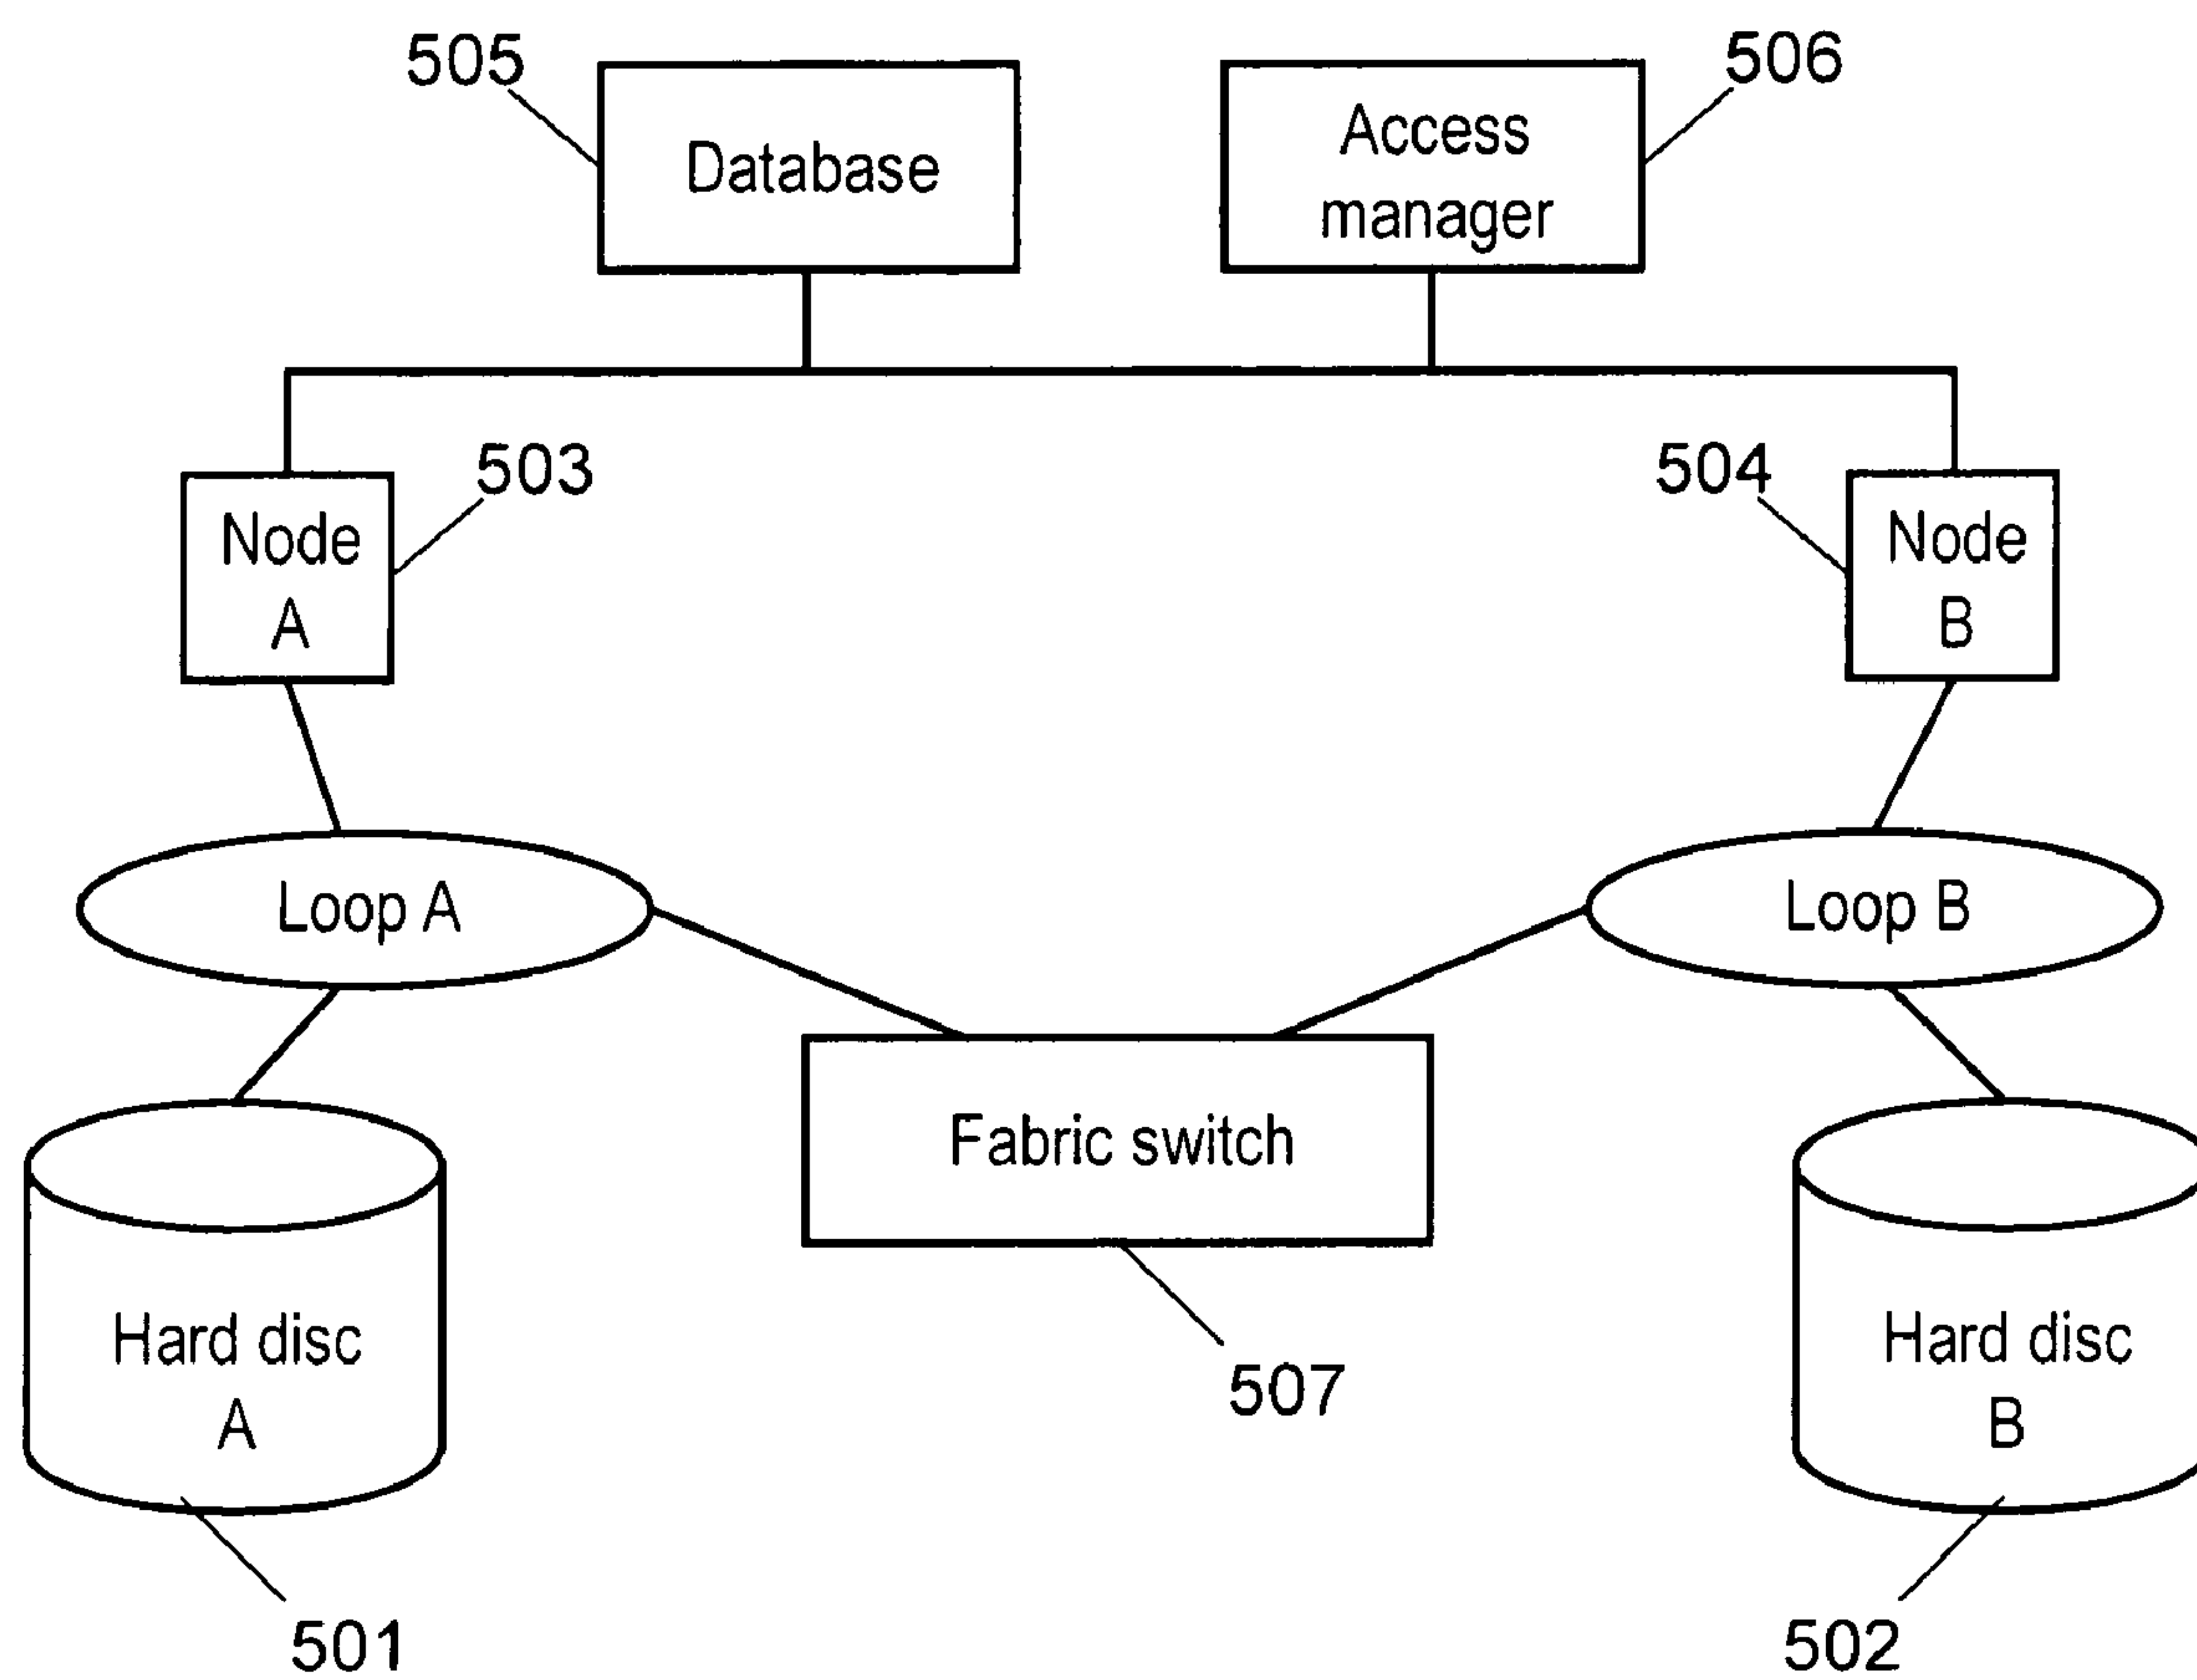 505
506
Database
Access
manager
503
504
Node
A
Node
B
Loop A
Loop B
Fabric switch
Hard disc
A
Hard disc
B
507
501
502